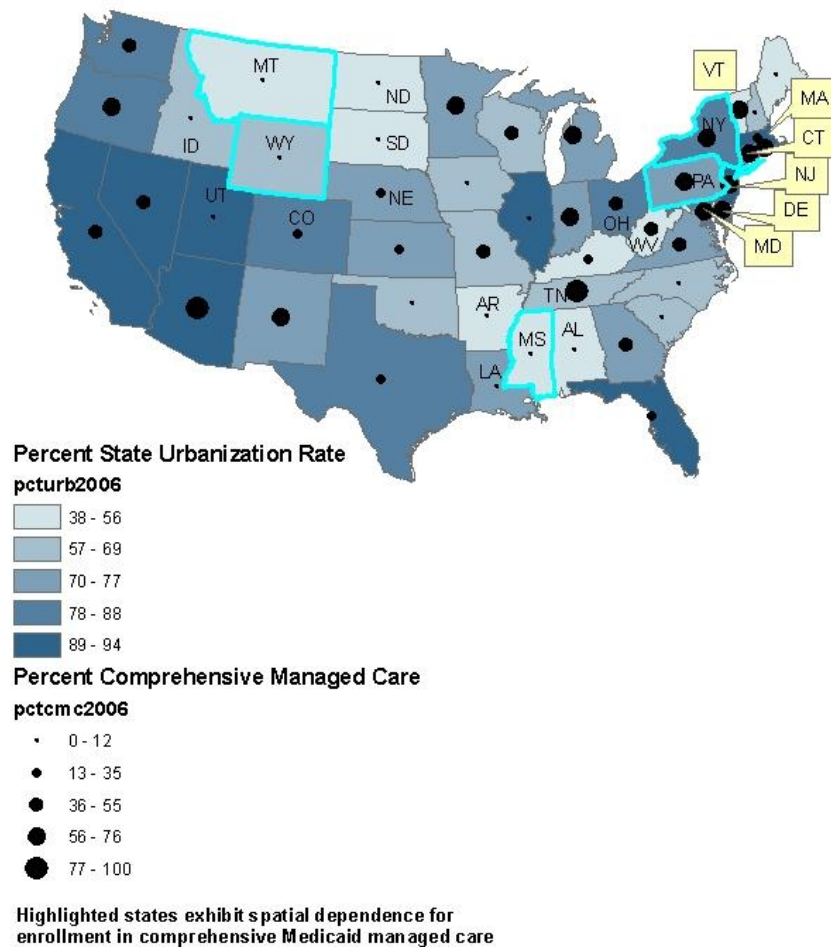 MT
ND
VT
MA
NY
CT
ID
WY
SD
PA
NJ
UT
NE
DE
CO
OH
WV
MD
TN
AR
MS
AL
LA
Percent State Urbanization Rate
pcturb2006
38 - 56
57 - 69
70 - 77
78 - 88
89 - 94
Percent Comprehensive Managed Care
pctcmc2006
0 - 12
13 - 35
36 - 55
56 - 76
77 - 100
Highlighted states exhibit spatial dependence for
enrollment in comprehensive Medicaid managed care